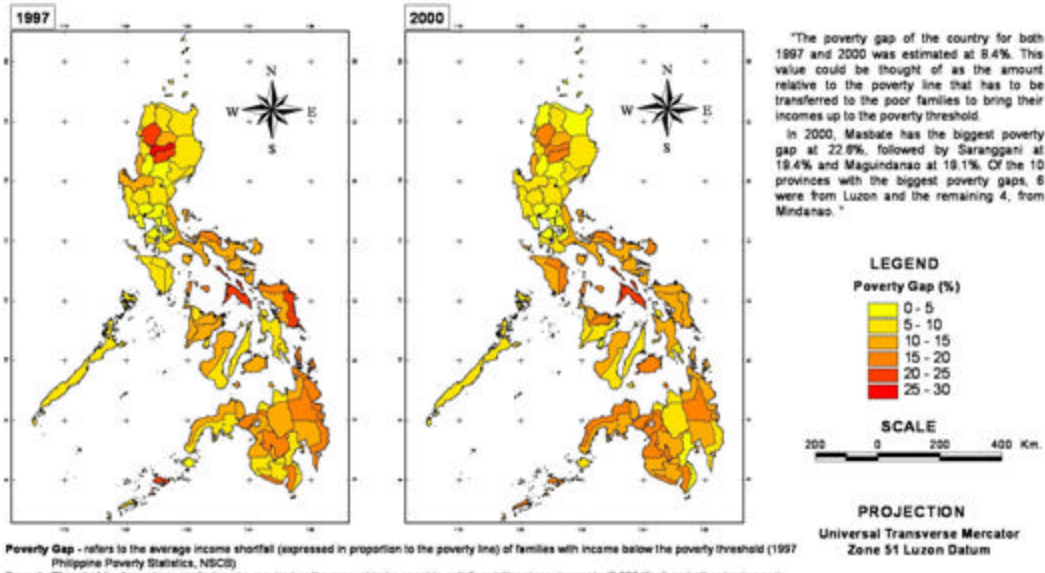 1997
2000
N
W E
S
N
W E
S
"The poverty gap of the country for both
1997 and 2000 was estimated at 8.4%. This
value could be thought of as the amount
relative to the poverty line that has to be
transferred to the poor families to bring their
incomes up to the poverty threshold.
In 2000, Masbate has the biggest poverty
gap at 22.6%, followed by Saranggani at
19.4% and Maguindanao at 19.1%. Of the 10
provinces with the biggest poverty gaps, 6
were from Luzon and the remaining 4, from
Mindanao. "
LEGEND
Poverty Gap (%)
0 - 5
5 - 10
10 - 15
15 - 20
20 - 25
25 - 30
SCALE
200 0 200 400 Km.
PROJECTION
Universal Transverse Mercator
Zone 51 Luzon Datum
Poverty Gap - refers to the average income shortfall (expressed in proportion to the poverty line) of families with income below the poverty threshold (1997
Philippine Poverty Statistics, NSCB)